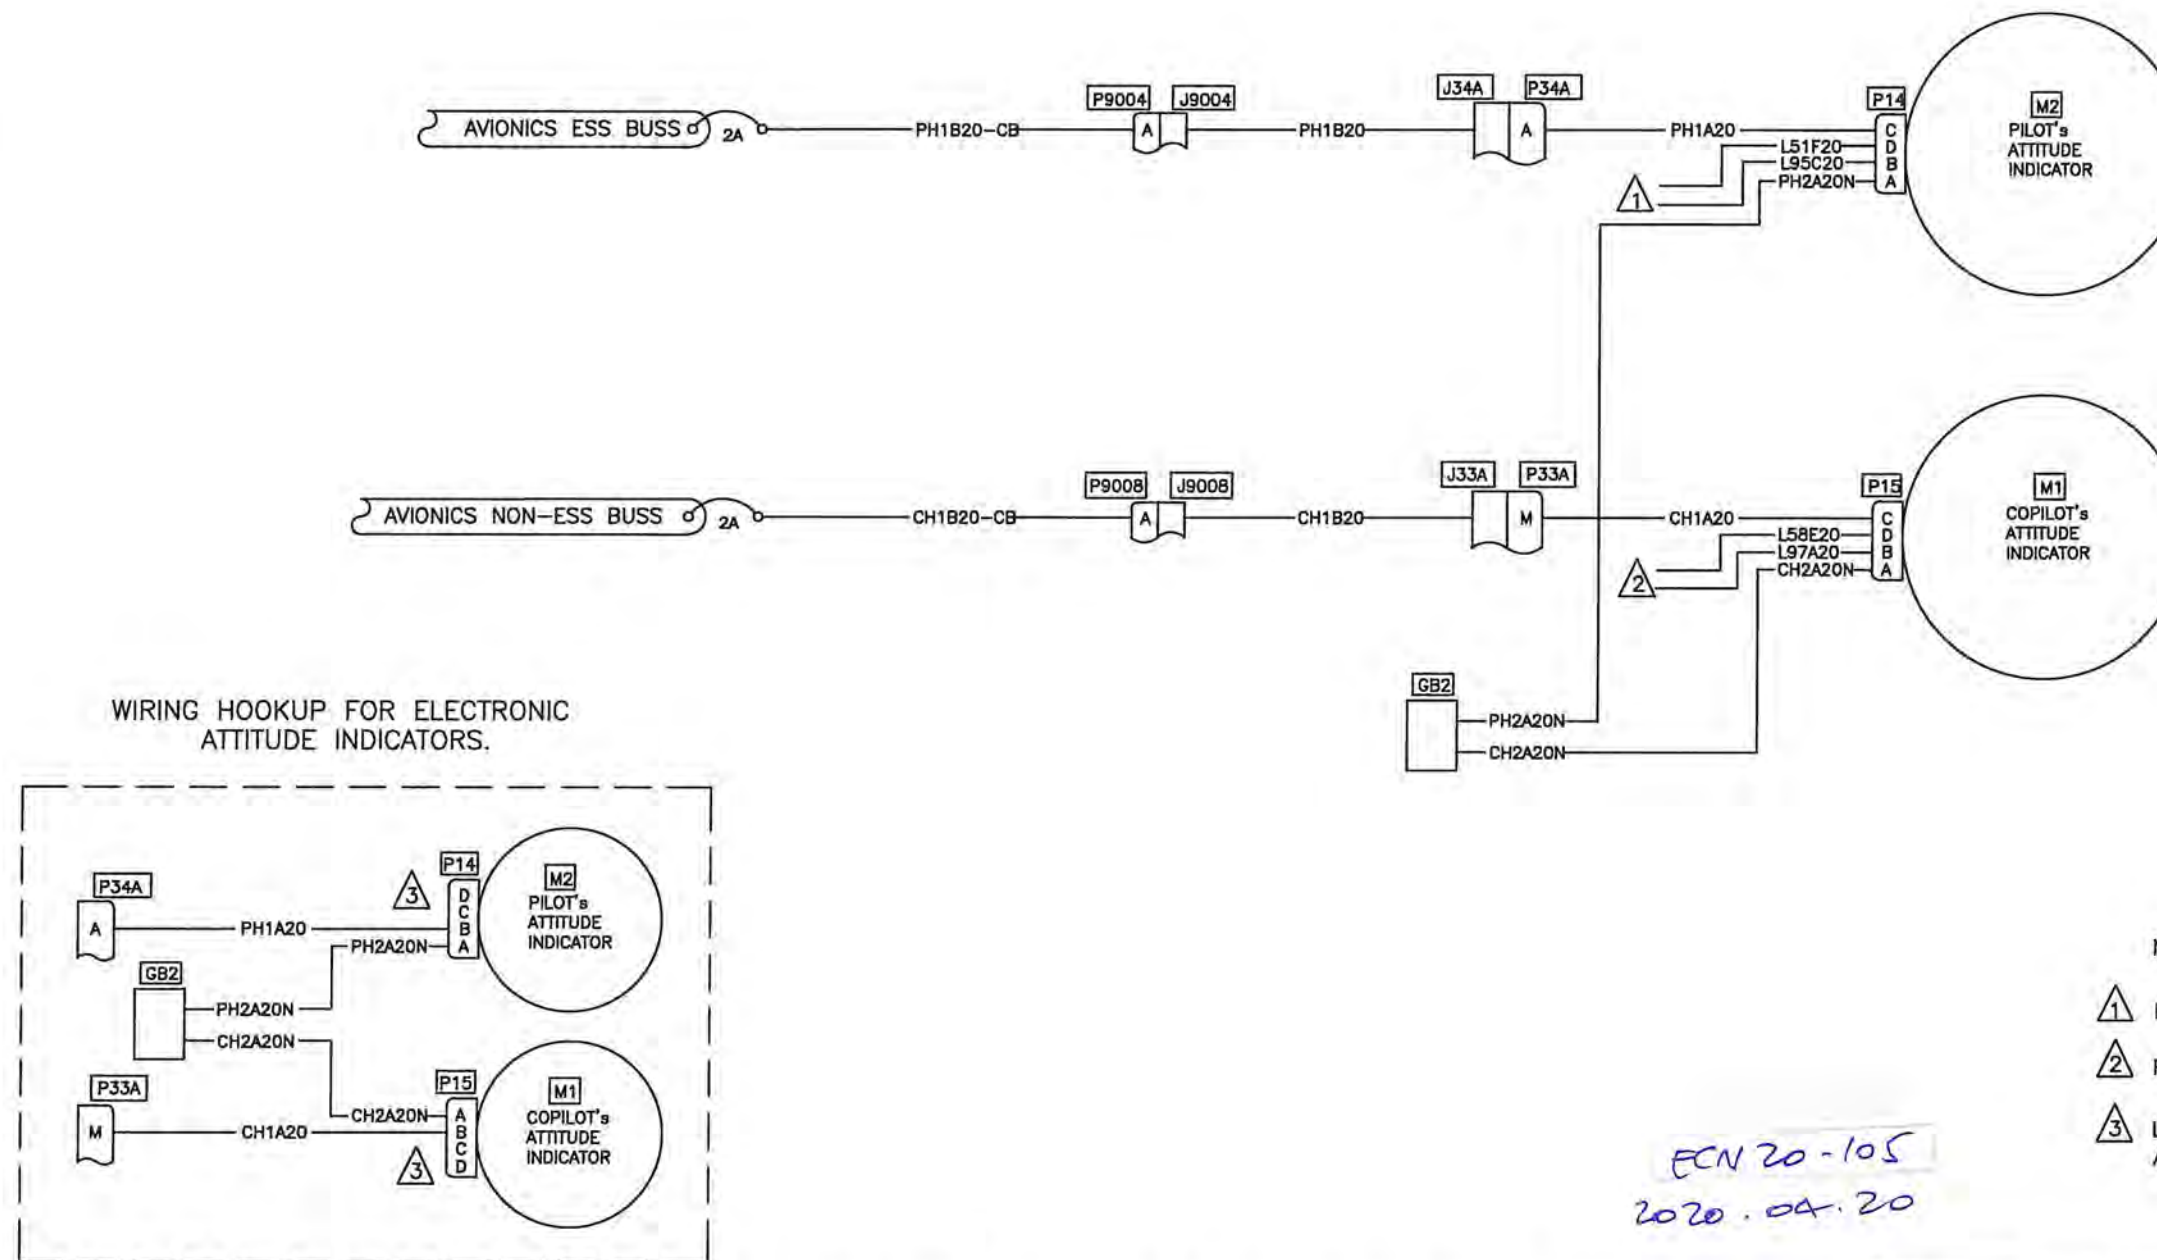 P14
M2
PILOT's
ATTITUDE
INDICATOR
P9004 J9004
J34A P34A
AVIONICS ESS BUSS 2A PH1B20-CB A PH1B20 A PH1A20 C
L51F20 D
L95C20 B
1 PH2A20N A
P15
M1
COPILOT's
ATTITUDE
INDICATOR
P9008 J9008
J33A P33A
AVIONICS NON-ESS BUSS 2A CH1B20-CB A CH1B20 M CH1A20 C
L58E20 D
L97A20 B
2 CH2A20N A
GB2
PH2A20N
CH2A20N
WIRING HOOKUP FOR ELECTRONIC
ATTITUDE INDICATORS.
P34A
A PH1A20
P14
3
D
C
B
PH2A20N A
M2
PILOT's
ATTITUDE
INDICATOR
GB2
PH2A20N
CH2A20N
P33A
M CH1A20
P15
CH2A20N A
B
C
3 D
M1
COPILOT's
ATTITUDE
INDICATOR
1
2
3
ECN 20-105
2020.04.20